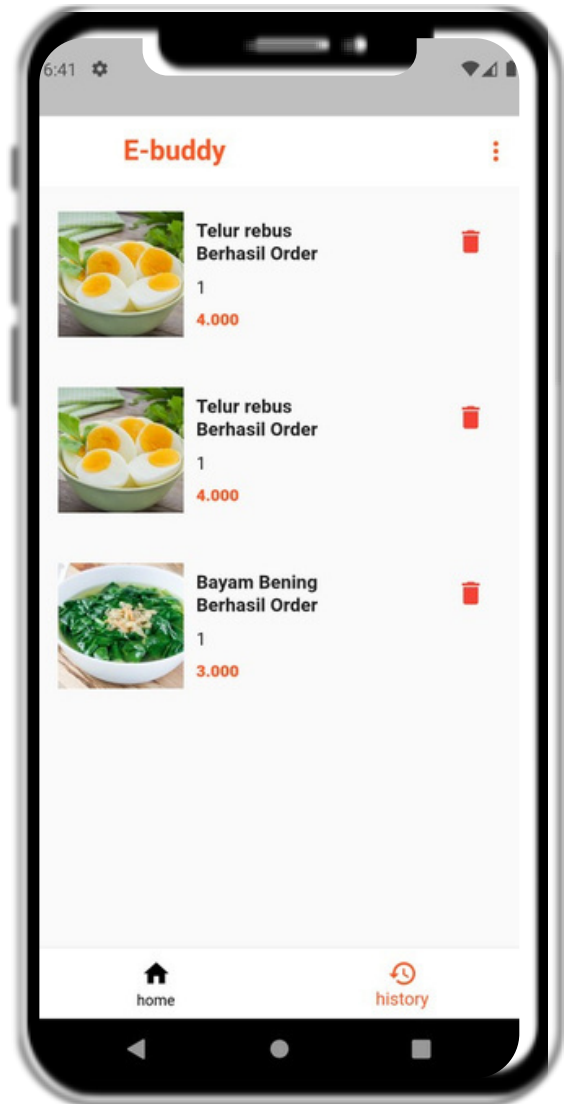 6:41
E-buddy
Telur rebus
Berhasil Order
1
4.000
Telur rebus
Berhasil Order
1
4.000
Bayam Bening
Berhasil Order
1
3.000
home
history